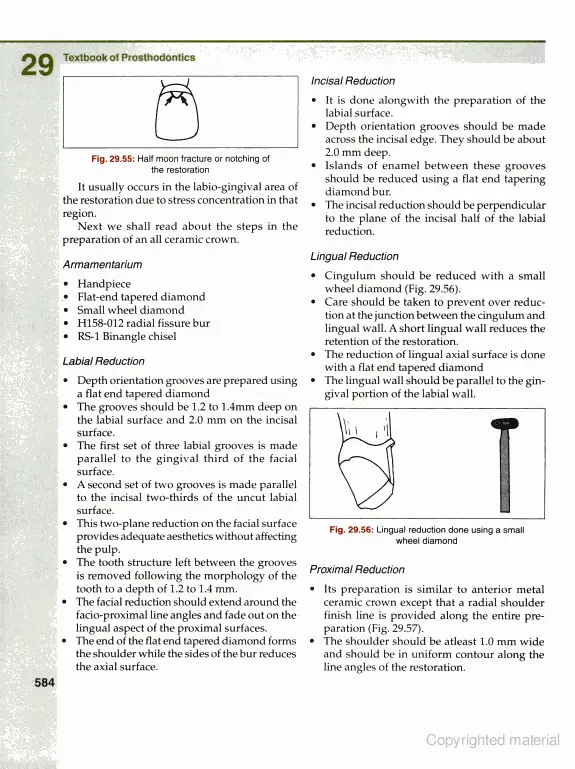 29
Textbook of Prosthodontics
Fig. 29.55: Half moon fracture or notching of
the restoration
It usually occurs in the labio-gingival area of
the restoration due to stress concentration in that
region.
Next we shall read about the steps in the
preparation of an all ceramic crown.
Armamentarium
• Handpiece
• Flat-end tapered diamond
• Small wheel diamond
• H158-012 radial fissure bur
• RS-1 Binangle chisel
Labial Reduction
• Depth orientation grooves are prepared using
a flat end tapered diamond
• The grooves should be 1.2 to 1.4mm deep on
the labial surface and 2.0 mm on the incisal
surface.
• The first set of three labial grooves is made
parallel to the gingival third of the facial
surface.
• A second set of two grooves is made parallel
to the incisal two-thirds of the uncut labial
surface.
• This two-plane reduction on the facial surface
provides adequate aesthetics without affecting
the pulp.
• The tooth structure left between the grooves
is removed following the morphology of the
tooth to a depth of 1.2 to 1.4 mm.
• The facial reduction should extend around the
facio-proximal line angles and fade out on the
lingual aspect of the proximal surfaces.
• The end of the flat end tapered diamond forms
the shoulder while the sides of the bur reduces
the axial surface.
584
Incisal Reduction
• It is done alongwith the preparation of the
labial surface.
• Depth orientation grooves should be made
across the incisal edge. They should be about
2.0 mm deep.
• Islands of enamel between these grooves
should be reduced using a flat end tapering
diamond bur.
• The incisal reduction should be perpendicular
to the plane of the incisal half of the labial
reduction.
Lingual Reduction
• Cingulum should be reduced with a small
wheel diamond (Fig. 29.56).
• Care should be taken to prevent over reduc-
tion at the junction between the cingulum and
lingual wall. A short lingual wall reduces the
retention of the restoration.
• The reduction of lingual axial surface is done
with a flat end tapered diamond
• The lingual wall should be parallel to the gin-
gival portion of the labial wall.
Fig. 29.56: Lingual reduction done using a small
wheel diamond
Proximal Reduction
• Its preparation is similar to anterior metal
ceramic crown except that a radial shoulder
finish line is provided along the entire pre-
paration (Fig. 29.57).
• The shoulder should be atleast 1.0 mm wide
and should be in uniform contour along the
line angles of the restoration.
Copyrighted material